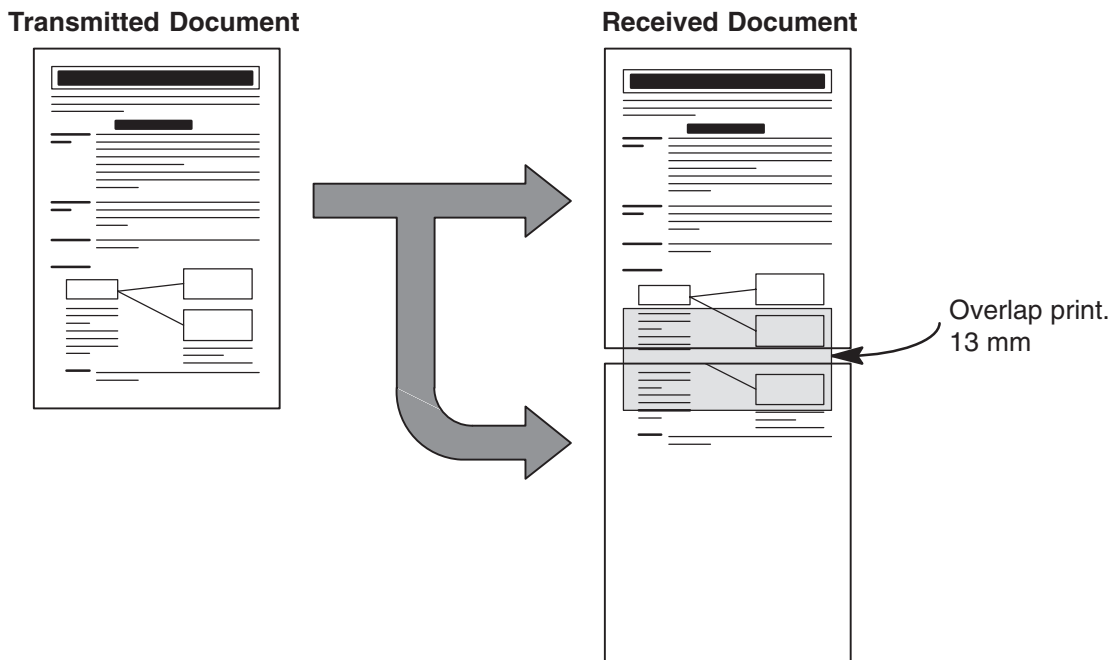 Transmitted Document
Received Document
Overlap print.
13 mm